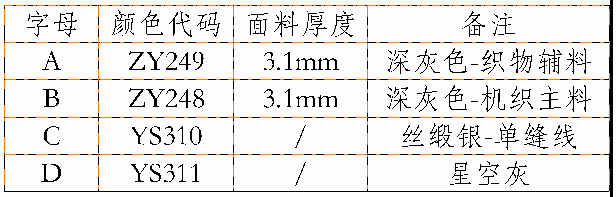 字母 颜色代码 面料厚度 备注
A ZY249 3.1mm 深灰色-织物辅料
B ZY248 3.1mm 深灰色-机织主料
C YS310 / 丝缎银-单缝线
D YS311 / 星空灰